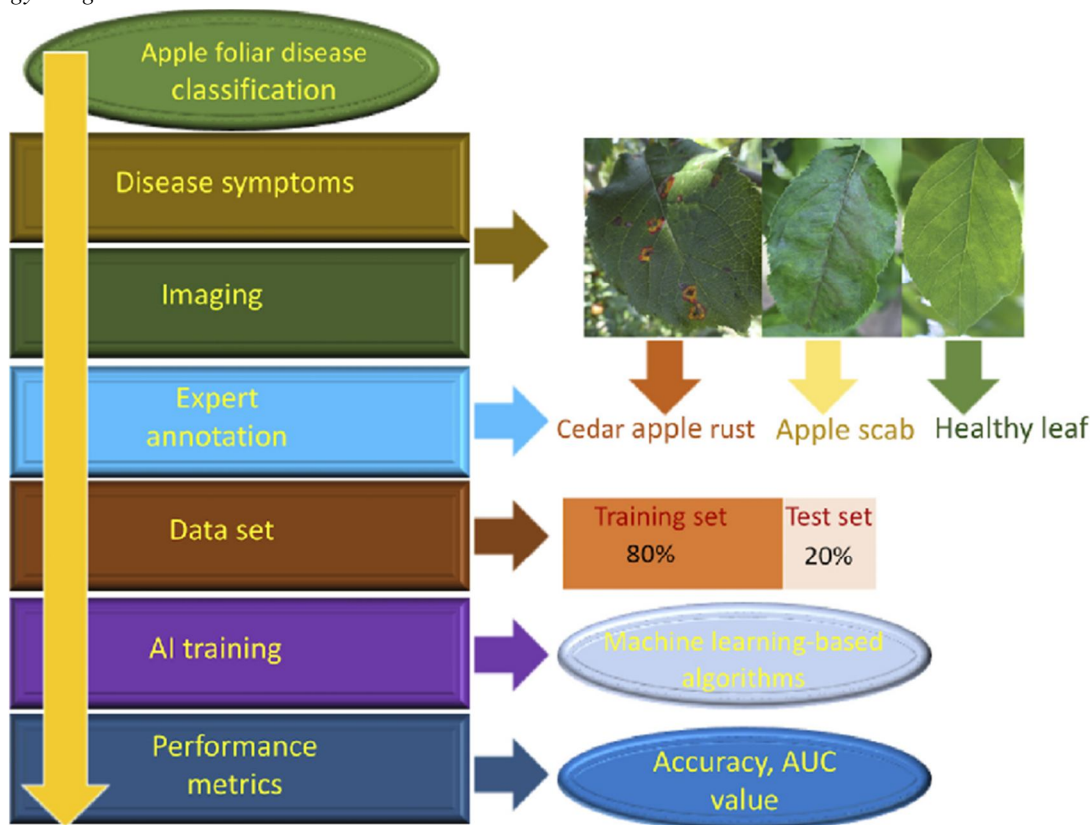 Apple foliar disease
classification
Disease symptoms
Imaging
Expert
annotation
Cedar apple rust
Apple scab
Healthy leaf
Data set
Training set
80%
Test set
20%
AI training
Machine learning-based
algorithms
Performance
metrics
Accuracy, AUC
value